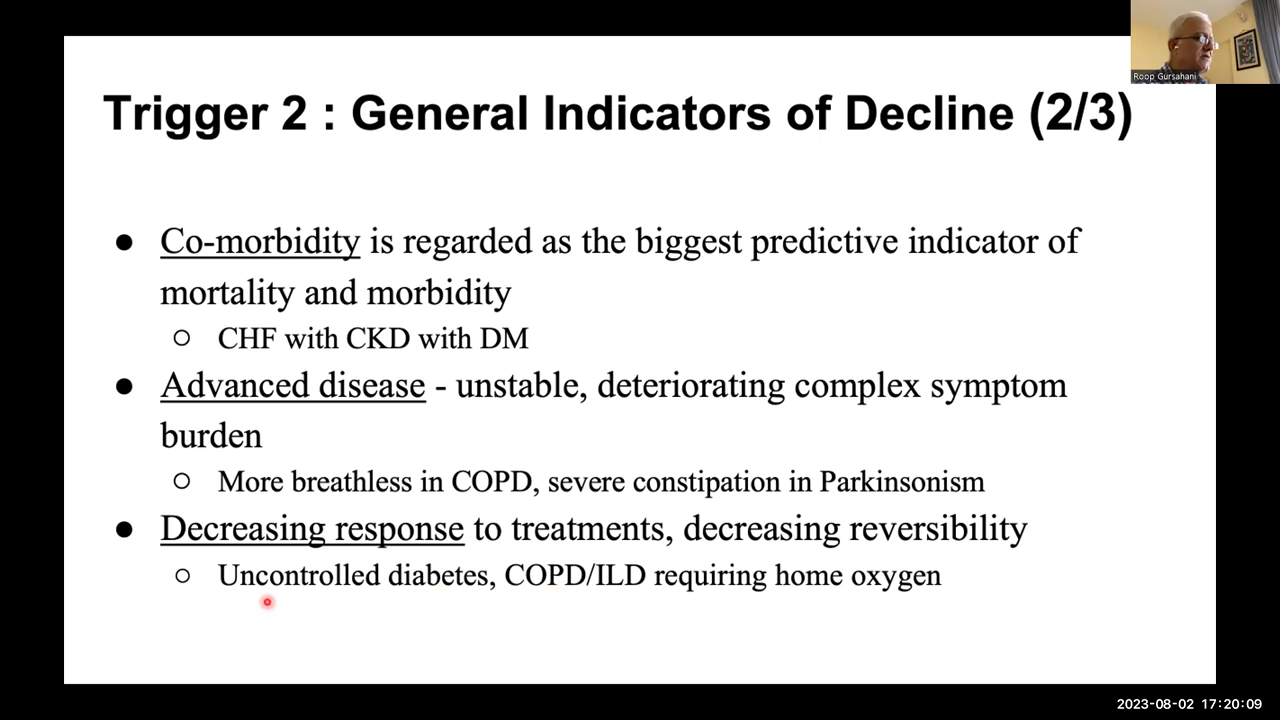 Roop Gursahani
Trigger 2 : General Indicators of Decline (2/3)
● Co-morbidity is regarded as the biggest predictive indicator of
mortality and morbidity
○ CHF with CKD with DM
● Advanced disease - unstable, deteriorating complex symptom
burden
○ More breathless in COPD, severe constipation in Parkinsonism
● Decreasing response to treatments, decreasing reversibility
○ Uncontrolled diabetes, COPD/ILD requiring home oxygen
2023-08-02 17:20:09